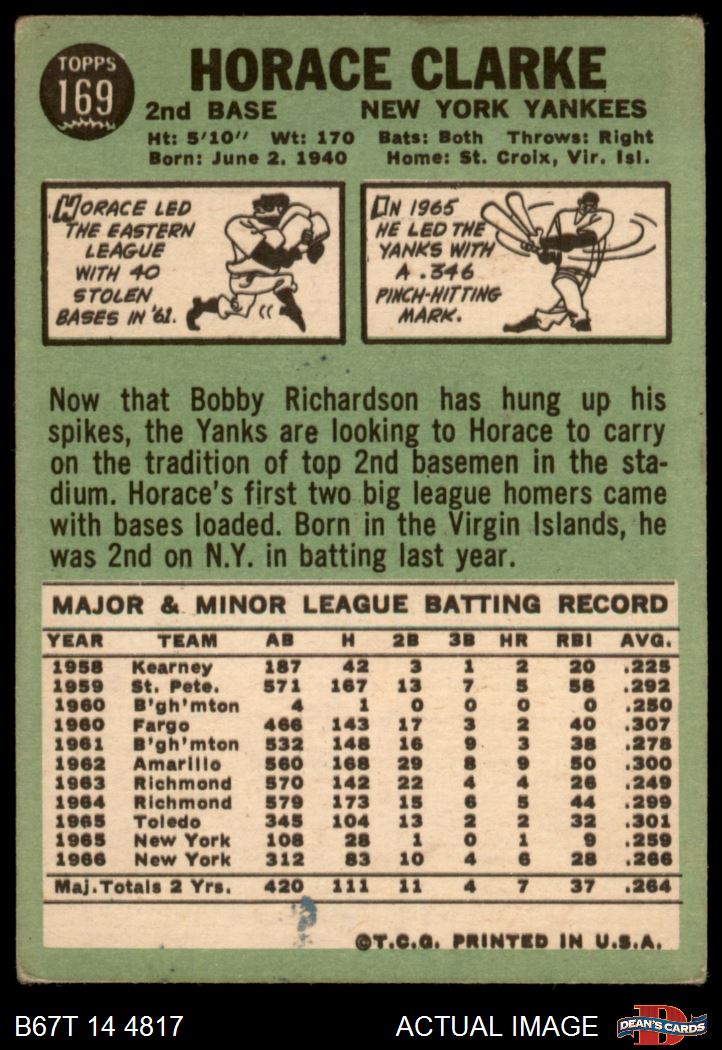 TOPPS
169
HORACE CLARKE
2nd BASE NEW YORK YANKEES
Ht: 5'10" Wt: 170 Bats: Both Throws: Right
Born: June 2, 1940 Home: St. Croix, Vir. Isl.
HORACE LED
THE EASTERN
LEAGUE
WITH 40
STOLEN
BASES IN '61.
IN 1965
HE LED THE
YANKS WITH
A .346
PINCH-HITTING
MARK.
Now that Bobby Richardson has hung up his
spikes, the Yanks are looking to Horace to carry
on the tradition of top 2nd basemen in the sta-
dium. Horace's first two big league homers came
with bases loaded. Born in the Virgin Islands, he
was 2nd on N.Y. in batting last year.
MAJOR & MINOR LEAGUE BATTING RECORD
YEAR TEAM AB H 2B 3B HR RBI AVG.
1958 Kearney 187 42 3 1 2 20 .225
1959 St. Pete. 571 167 13 7 5 58 .292
1960 B'gh'mton 4 1 0 0 0 0 .250
1960 Fargo 466 143 17 3 2 40 .307
1961 B'gh'mton 532 148 16 9 3 38 .278
1962 Amarillo 560 168 29 8 9 50 .300
1963 Richmond 570 142 22 4 4 26 .249
1964 Richmond 579 173 15 6 5 44 .299
1965 Toledo 345 104 13 2 2 32 .301
1965 New York 108 28 1 0 1 9 .259
1966 New York 312 83 10 4 6 28 .266
Maj. Totals 2 Yrs. 420 111 11 4 7 37 .264
©T.C.G. PRINTED IN U.S.A.
B67T 14 4817 ACTUAL IMAGE
D
DEAN'S CARDS